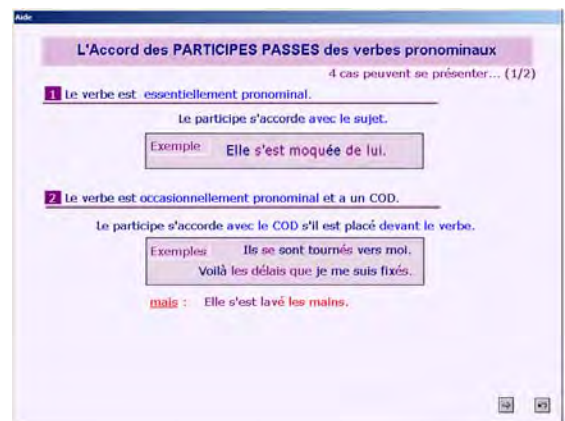 Aide
L'Accord des PARTICIPES PASSES des verbes pronominaux
4 cas peuvent se présenter... (1/2)
1 Le verbe est essentiellement pronominal.
Le participe s'accorde avec le sujet.
Exemple Elle s'est moquée de lui.
2 Le verbe est occasionnellement pronominal et a un COD.
Le participe s'accorde avec le COD s'il est placé devant le verbe.
Exemples Ils se sont tournés vers moi.
Voilà les délais que je me suis fixés.
mais : Elle s'est lavé les mains.